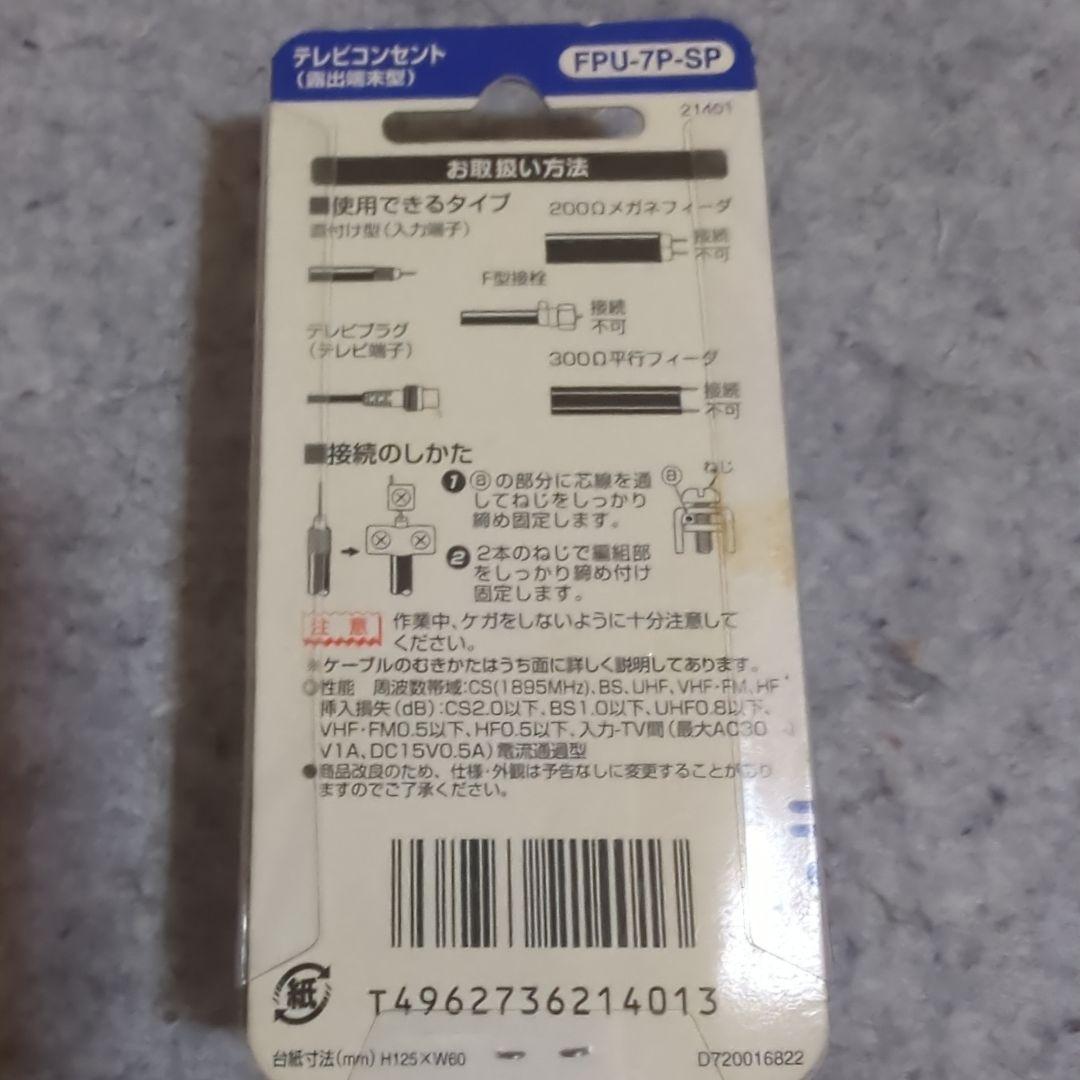 テレビコンセント
(露出端末型)
FPU-7P-SP
21401
お取扱い方法
■使用できるタイプ
直付け型(入力端子)
200Ωメガネフィーダ
接続
不可
F型接栓
接続
不可
テレビプラグ
(テレビ端子)
300Ω平行フィーダ
接続
不可
■接続のしかた
❶ⓐの部分に芯線を通
してねじをしっかり
締め固定します。
ⓐ ねじ
❷2本のねじで編組部
をしっかり締め付け
固定します。
注意
作業中、ケガをしないように十分注意して
ください。
※ケーブルのむきかたはうち面に詳しく説明してあります。
◎性能 周波数帯域:CS(1895MHz)、BS、UHF、VHF·FM、HF
挿入損失(dB):CS2.0以下、BS1.0以下、UHF0.8以下、
VHF·FM0.5以下、HF0.5以下、入力-TV間(最大AC30
V1A、DC15V0.5A)電流通過型
●商品改良のため、仕様·外観は予告なしに変更することがあり
ますのでご了承ください。
紙
T4962736214013
台紙寸法(mm) H125×W60
D720016822